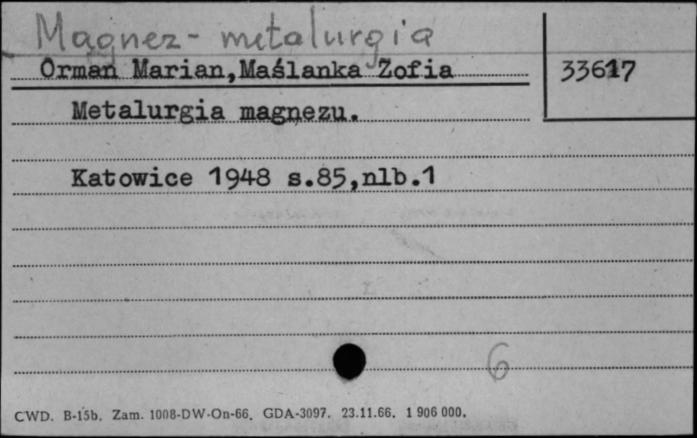 Magnez - metalurgia
Orman Marian,Maślanka Zofia
33617
Metalurgia magnezu.
Katowice 1948 s.85,nlb.1
6
CWD. B-15b. Zam. 1008-DW-On-66. GDA-3097. 23.11.66. 1 906 000.